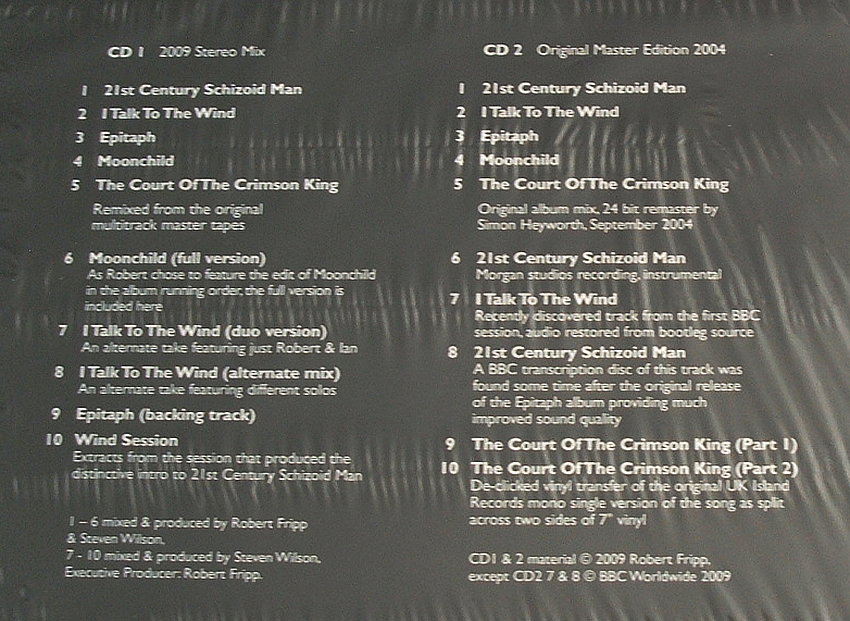 CD 1 2009 Stereo Mix
1 21st Century Schizoid Man
2 I Talk To The Wind
3 Epitaph
4 Moonchild
5 The Court Of The Crimson King
Remixed from the original
multitrack master tapes
6 Moonchild (full version)
As Robert chose to feature the edit of Moonchild
in the album running order, the full version is
included here
7 I Talk To The Wind (duo version)
An alternate take featuring just Robert & Ian
8 I Talk To The Wind (alternate mix)
An alternate take featuring different solos
9 Epitaph (backing track)
10 Wind Session
Extracts from the session that produced the
distinctive intro to 21st Century Schizoid Man
1 - 6 mixed & produced by Robert Fripp
& Steven Wilson.
7 - 10 mixed & produced by Steven Wilson.
Executive Producer: Robert Fripp.
CD 2 Original Master Edition 2004
1 21st Century Schizoid Man
2 I Talk To The Wind
3 Epitaph
4 Moonchild
5 The Court Of The Crimson King
Original album mix, 24 bit remaster by
Simon Heyworth, September 2004
6 21st Century Schizoid Man
Morgan studios recording, instrumental
7 I Talk To The Wind
Recently discovered track from the first BBC
session, audio restored from bootleg source
8 21st Century Schizoid Man
A BBC transcription disc of this track was
found some time after the original release
of the Epitaph album providing much
improved sound quality
9 The Court Of The Crimson King (Part 1)
10 The Court Of The Crimson King (Part 2)
De-clicked vinyl transfer of the original UK Island
Records mono single version of the song as split
across two sides of 7" vinyl
CD1 & 2 material © 2009 Robert Fripp,
except CD2 7 & 8 © BBC Worldwide 2009